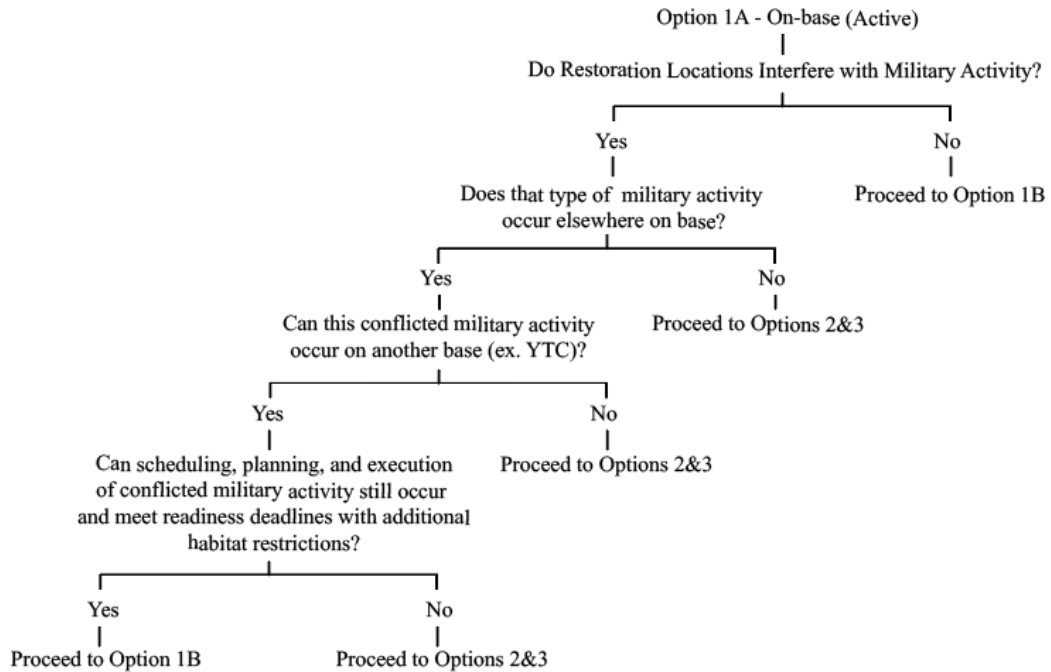 Option 1A - On-base (Active)
Do Restoration Locations Interfere with Military Activity?
Yes
No
Does that type of military activity
occur elsewhere on base?
Proceed to Option 1B
Yes
No
Can this conflicted military activity
occur on another base (ex. YTC)?
Proceed to Options 2&3
Yes
No
Can scheduling, planning, and execution
of conflicted military activity still occur
and meet readiness deadlines with additional
habitat restrictions?
Proceed to Options 2&3
Yes
No
Proceed to Option 1B
Proceed to Options 2&3